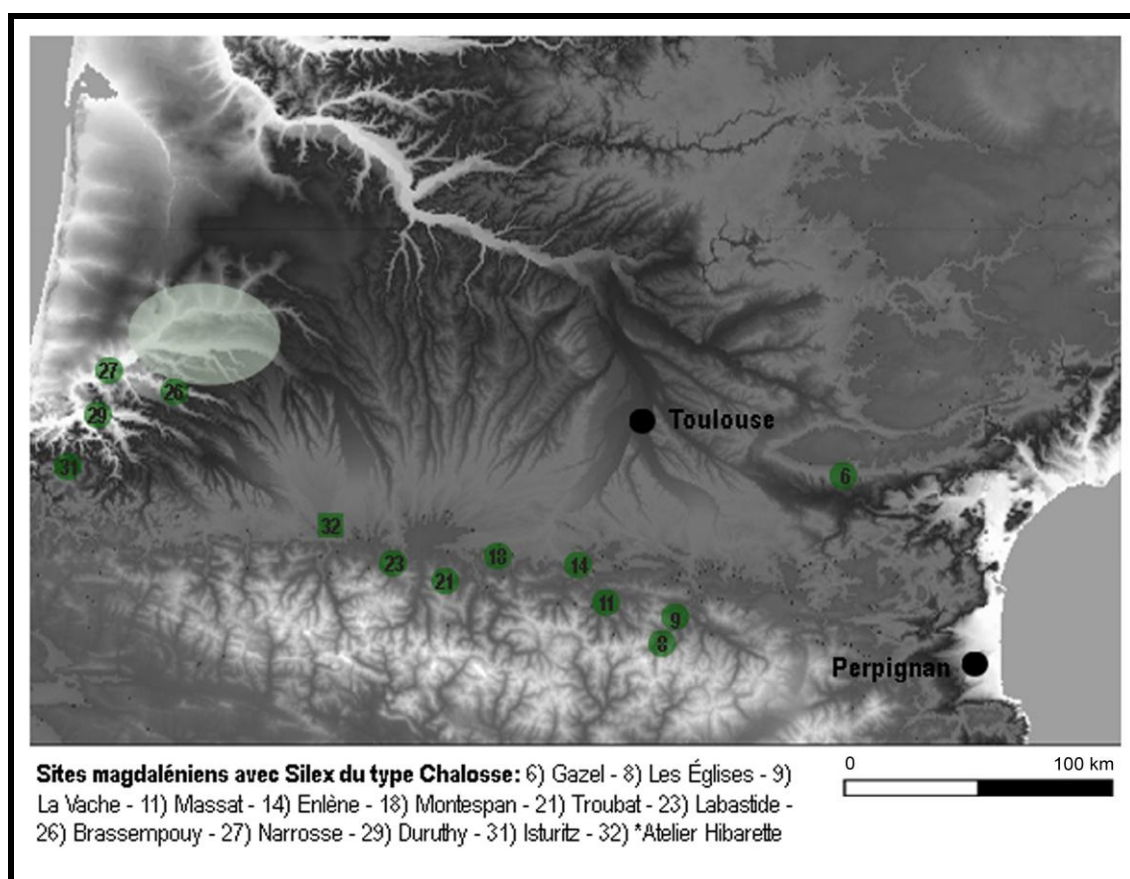 27
26
29
31
Toulouse
6
32
23
18
14
21
11
9
8
Perpignan
Sites magdaléniens avec Silex du type Chalosse: 6) Gazel - 8) Les Églises - 9)
La Vache - 11) Massat - 14) Enlène - 18) Montespan - 21) Troubat - 23) Labastide -
26) Brassempouy - 27) Narrosse - 29) Duruthy - 31) Isturitz - 32) *Atelier Hibarette
0 100 km